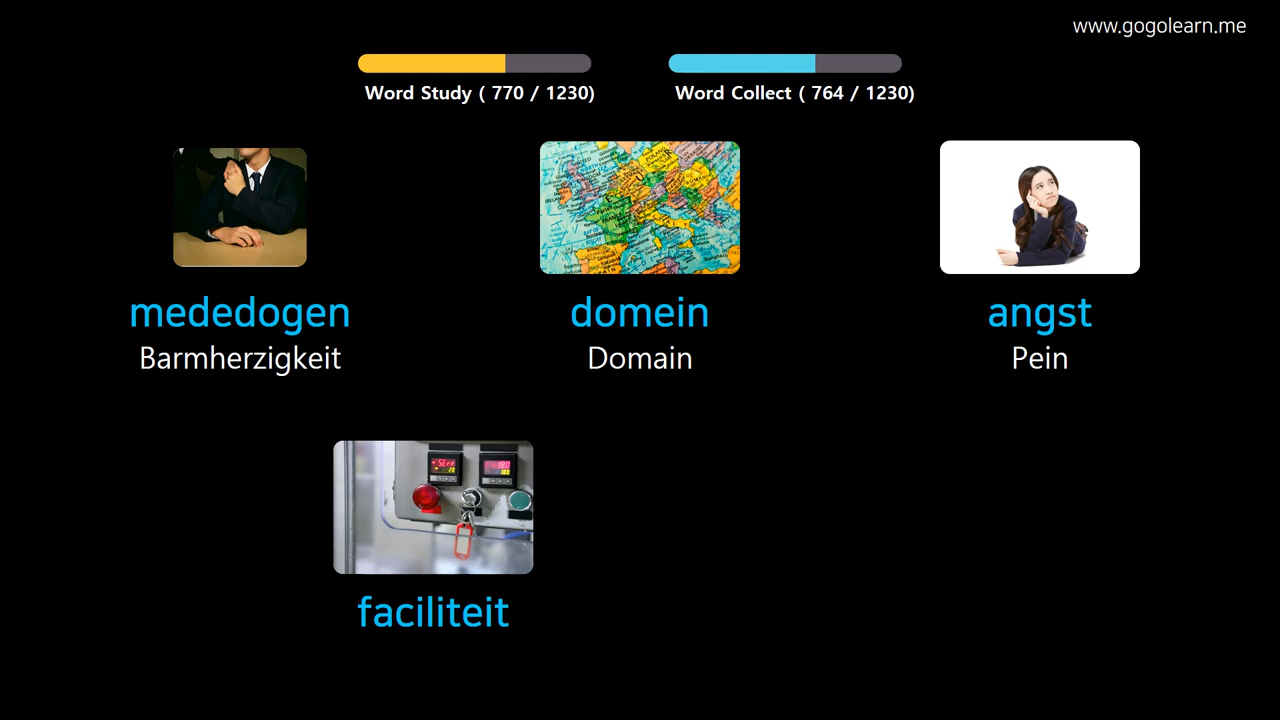 www.gogolearn.me
Word Study ( 770 / 1230)
Word Collect ( 764 / 1230)
mededogen
domein
angst
Barmherzigkeit
Domain
Pein
faciliteit